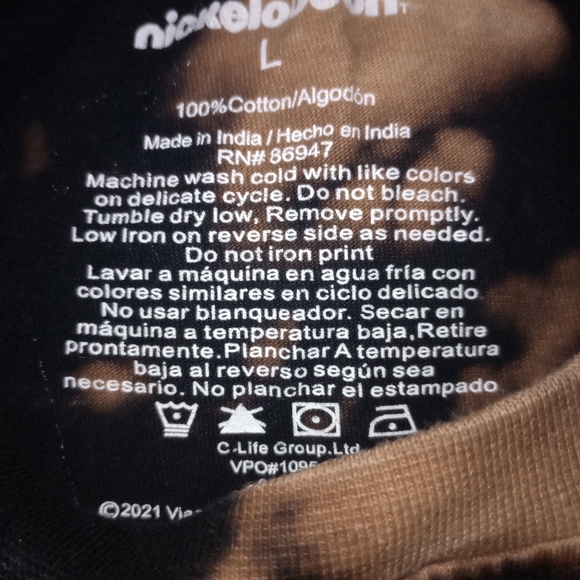 nickelodeon
L
100%Cotton/Algodón
Made in India / Hecho en India
RN# 86947
Machine wash cold with like colors
on delicate cycle. Do not bleach.
Tumble dry low, Remove promptly.
Low Iron on reverse side as needed.
Do not iron print
Lavar a máquina en agua fría con
colores similares en ciclo delicado
No usar blanqueador. Secar en
máquina a temperatura baja,Retire
prontamente.Planchar A temperatura
baja al reverso según sea
necesario. No planchar el estampado
C-Life Group.Ltd
VPO#1095
©2021